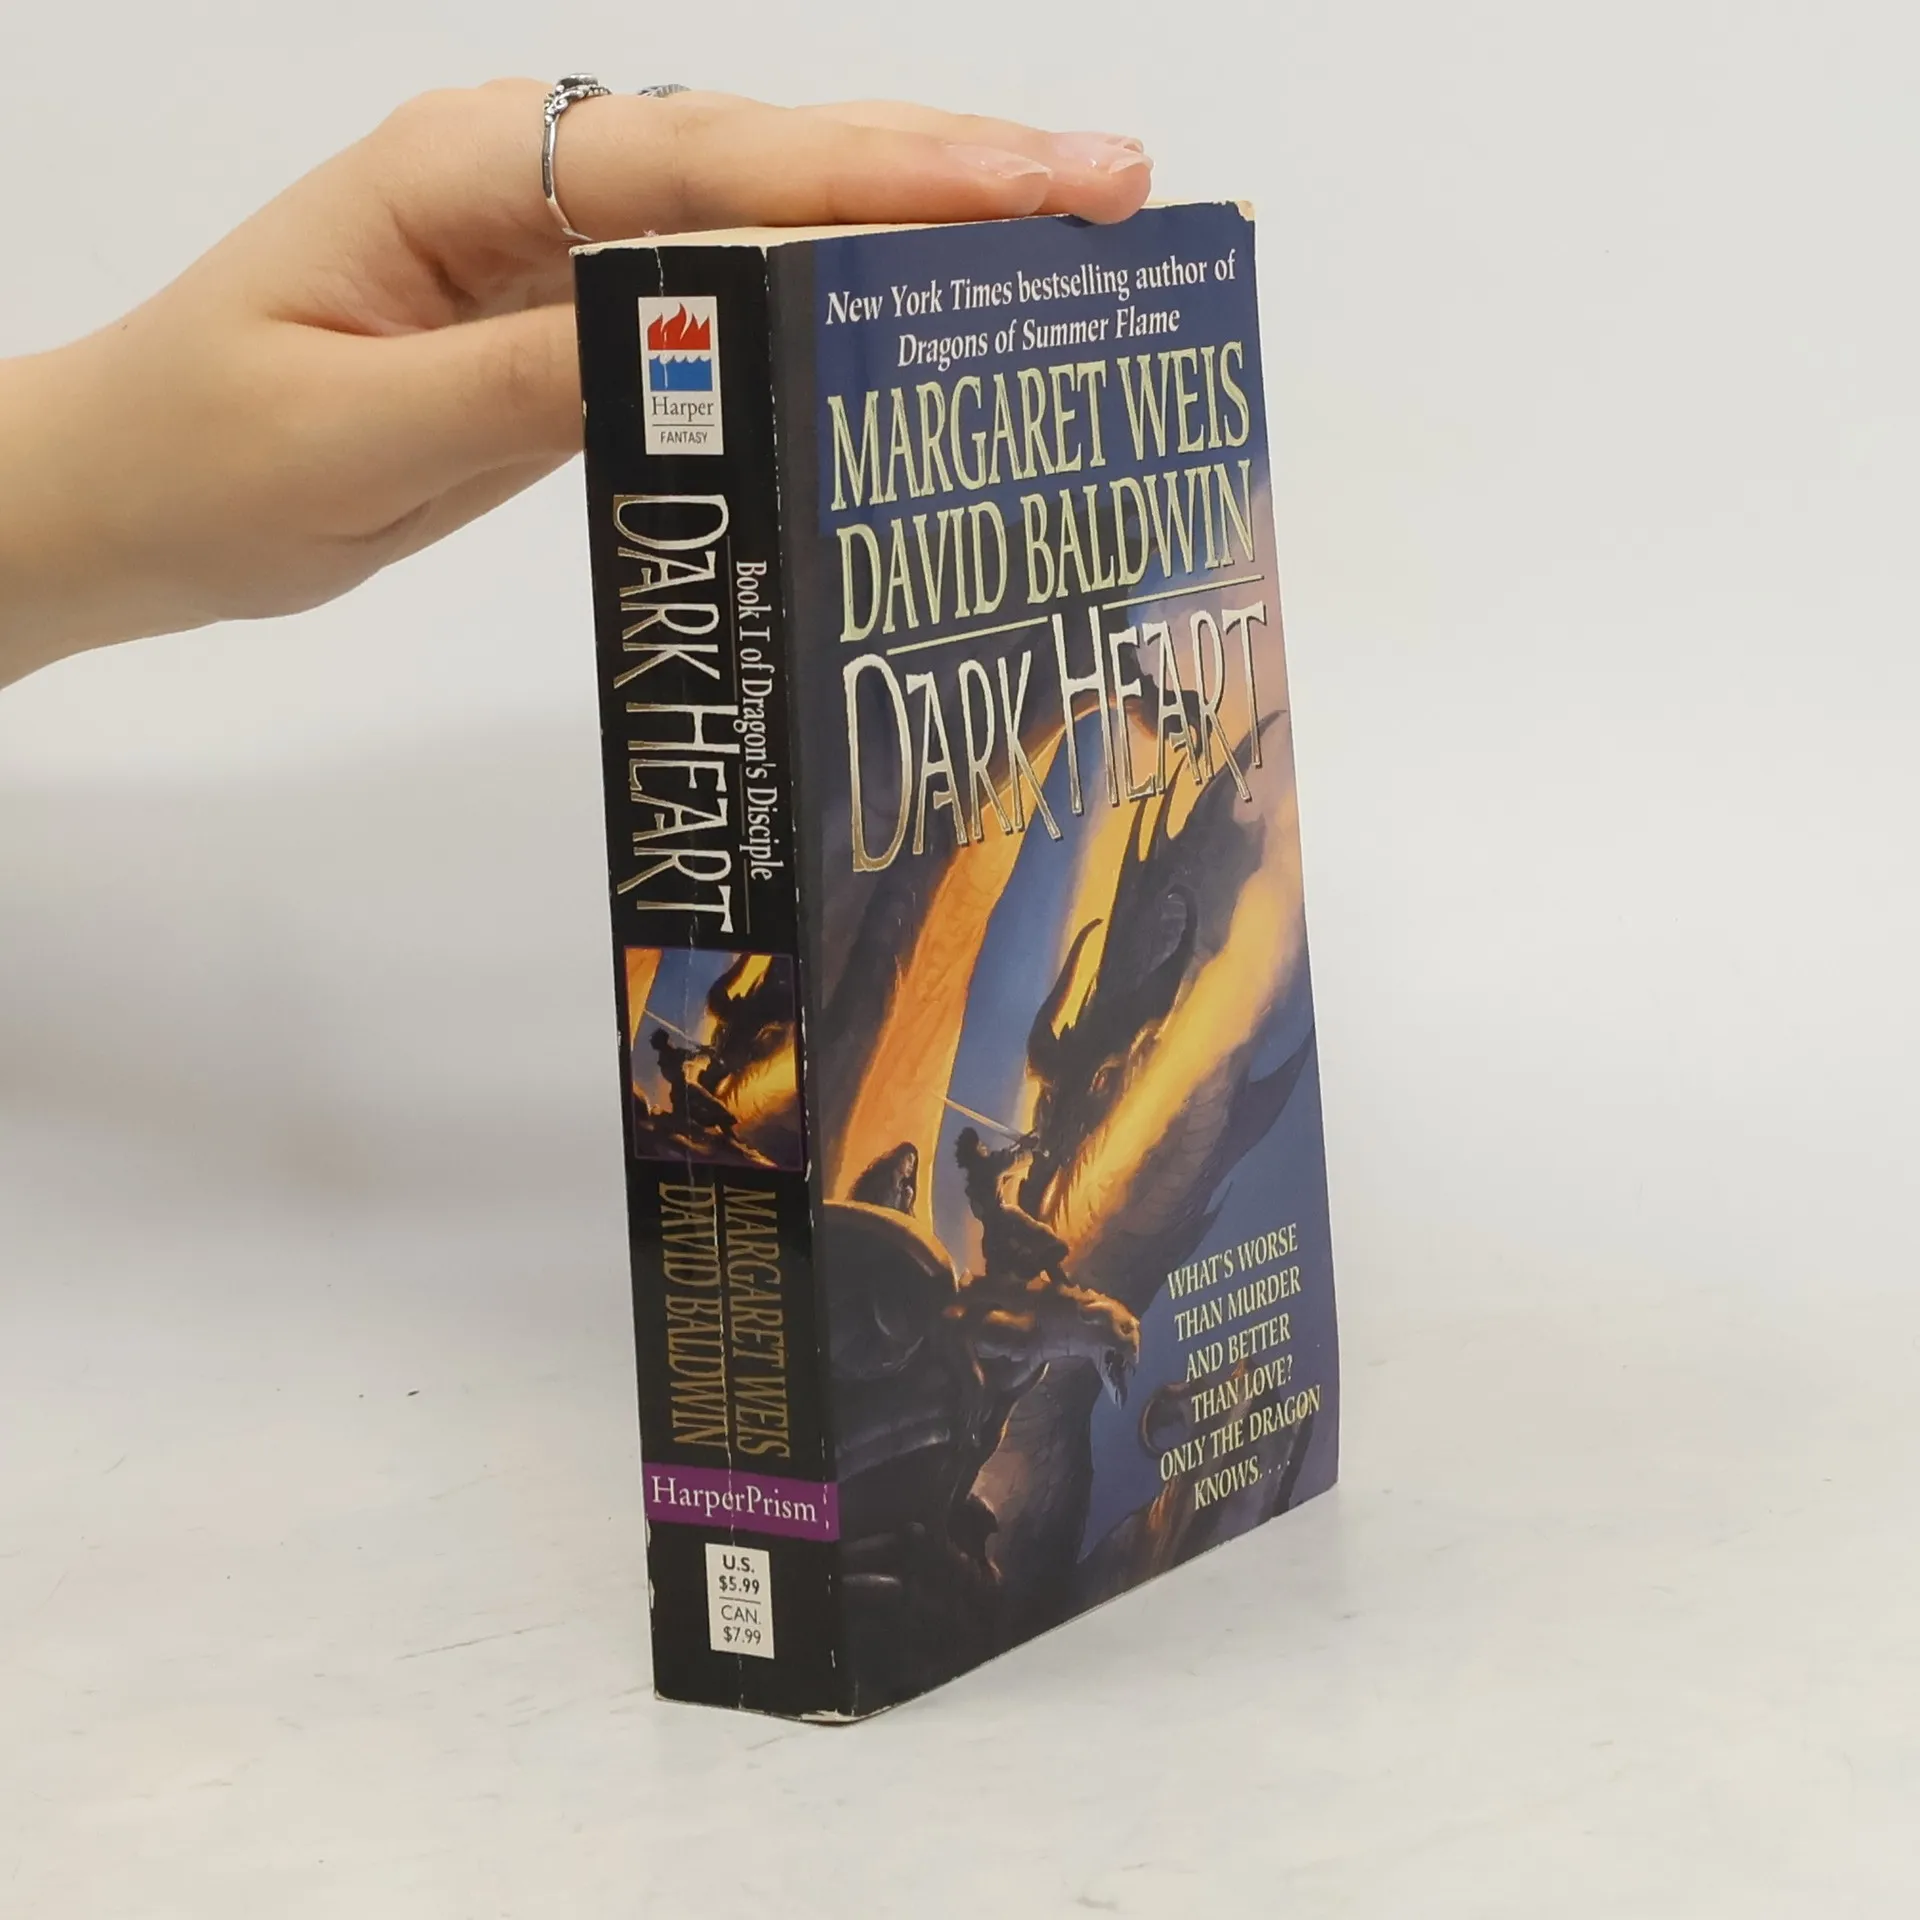 Harper
FANTASY
Book I of Dragon's Disciple
DARK HEART
MARGARET WEIS
DAVID BALDWIN
HarperPrism
U.S.
$5.99
CAN.
$7.99
New York Times bestselling author of
Dragons of Summer Flame
MARGARET WEIS
DAVID BALDWIN
DARK HEART
WHAT'S WORSE
THAN MURDER
AND BETTER
THAN LOVE?
ONLY THE DRAGON
KNOWS....